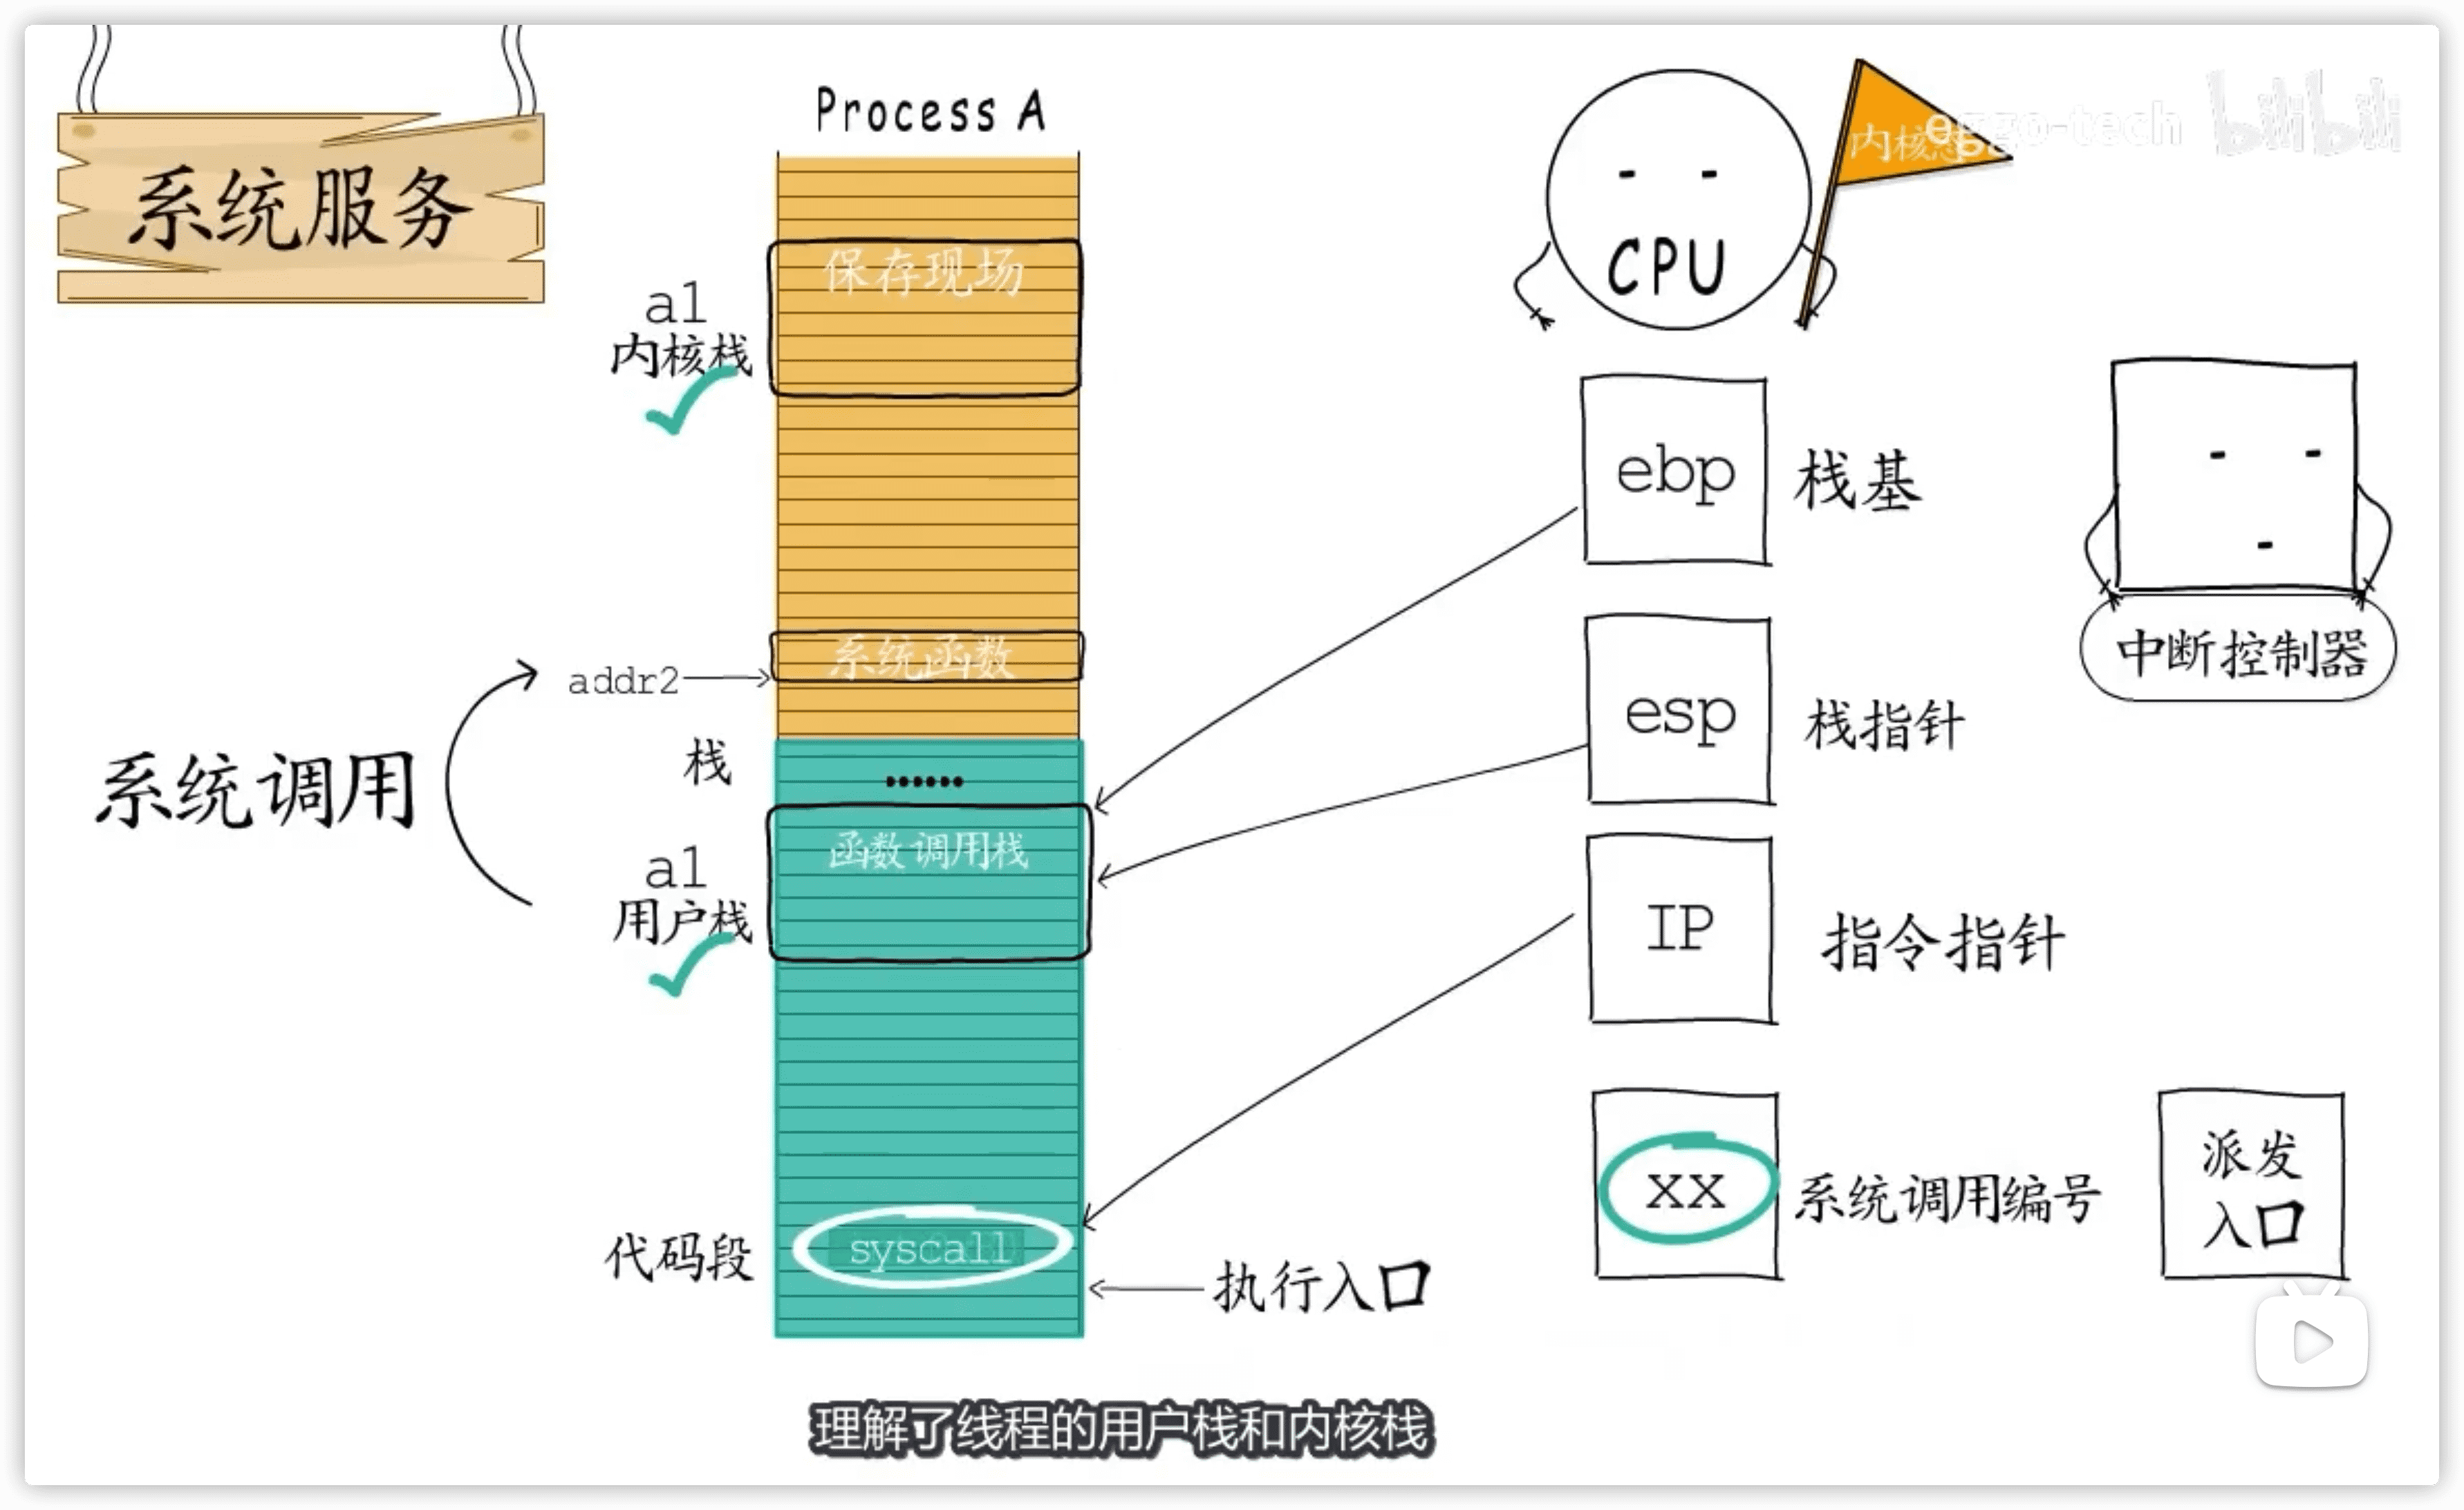 系统服务
Process A
CPU
内核态
eggo-tech
bilibili
保存现场
a1
内核栈
ebp
栈基
esp
栈指针
中断控制器
系统函数
addr2
系统调用
栈
……
函数调用栈
a1
用户栈
IP
指令指针
xx
系统调用编号
派发
入口
代码段
syscall
执行入口
理解了线程的用户栈和内核栈